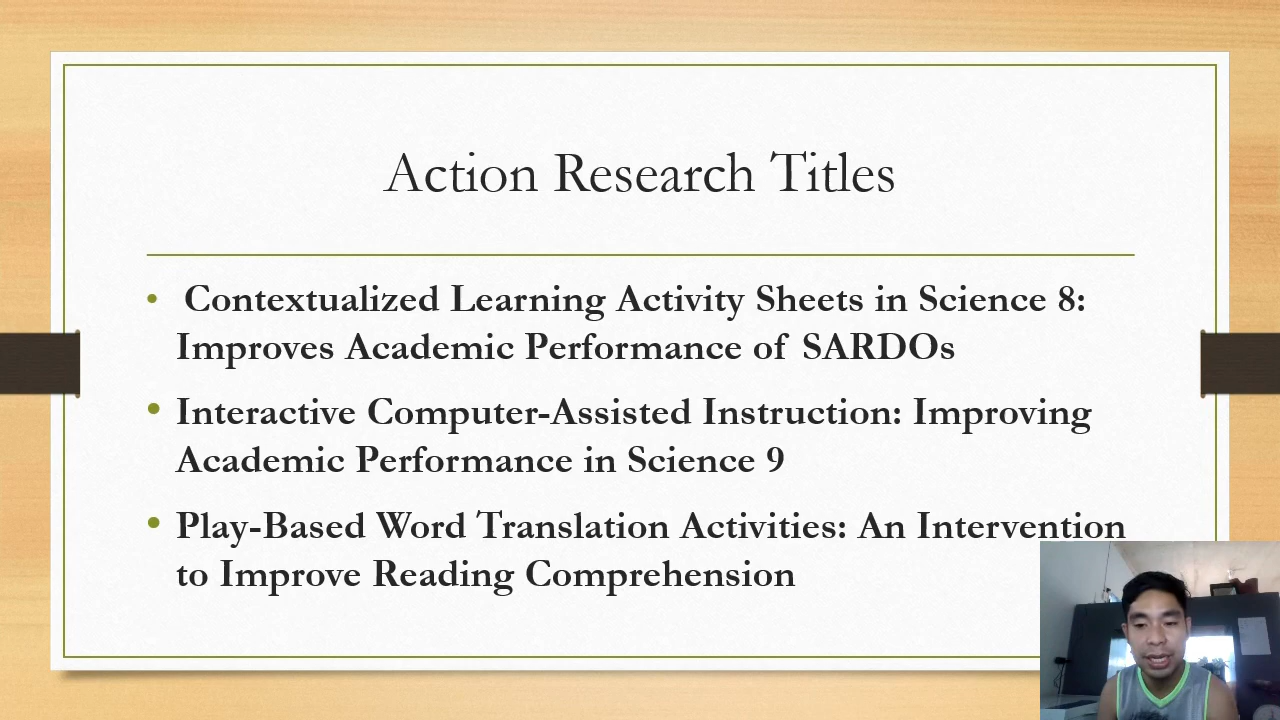 Action Research Titles
• Contextualized Learning Activity Sheets in Science 8:
Improves Academic Performance of SARDOs
• Interactive Computer-Assisted Instruction: Improving
Academic Performance in Science 9
• Play-Based Word Translation Activities: An Intervention
to Improve Reading Comprehension